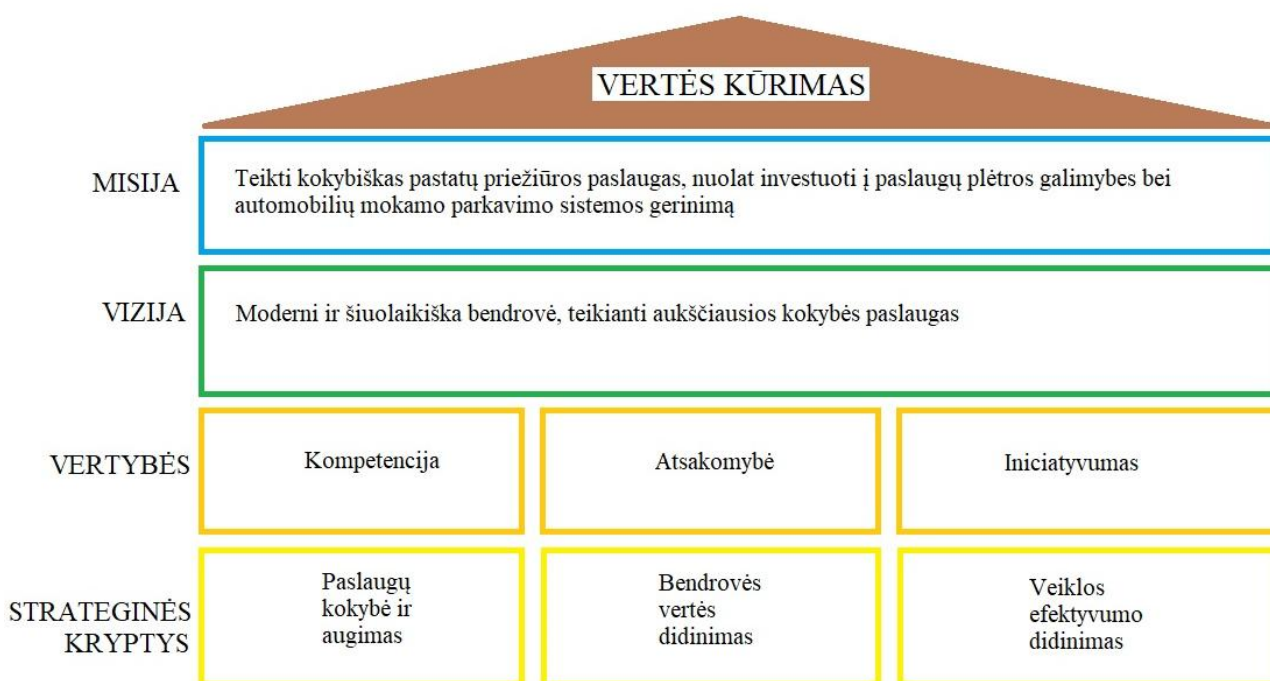 VERTĖS KŪRIMAS
MISIJA
Teikti kokybiškas pastatų priežiūros paslaugas, nuolat investuoti į paslaugų plėtros galimybes bei
automobilių mokamo parkavimo sistemos gerinimą
VIZIJA
Moderni ir šiuolaikiška bendrovė, teikianti aukščiausios kokybės paslaugas
VERTYBĖS
Kompetencija
Atsakomybė
Iniciatyvumas
STRATEGINĖS
KRYPTYS
Paslaugų
kokybė ir
augimas
Bendrovės
vertės
didinimas
Veiklos
efektyvumo
didinimas